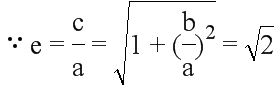 ∵ e = c/a = √(1 + (b/a)²) = √2